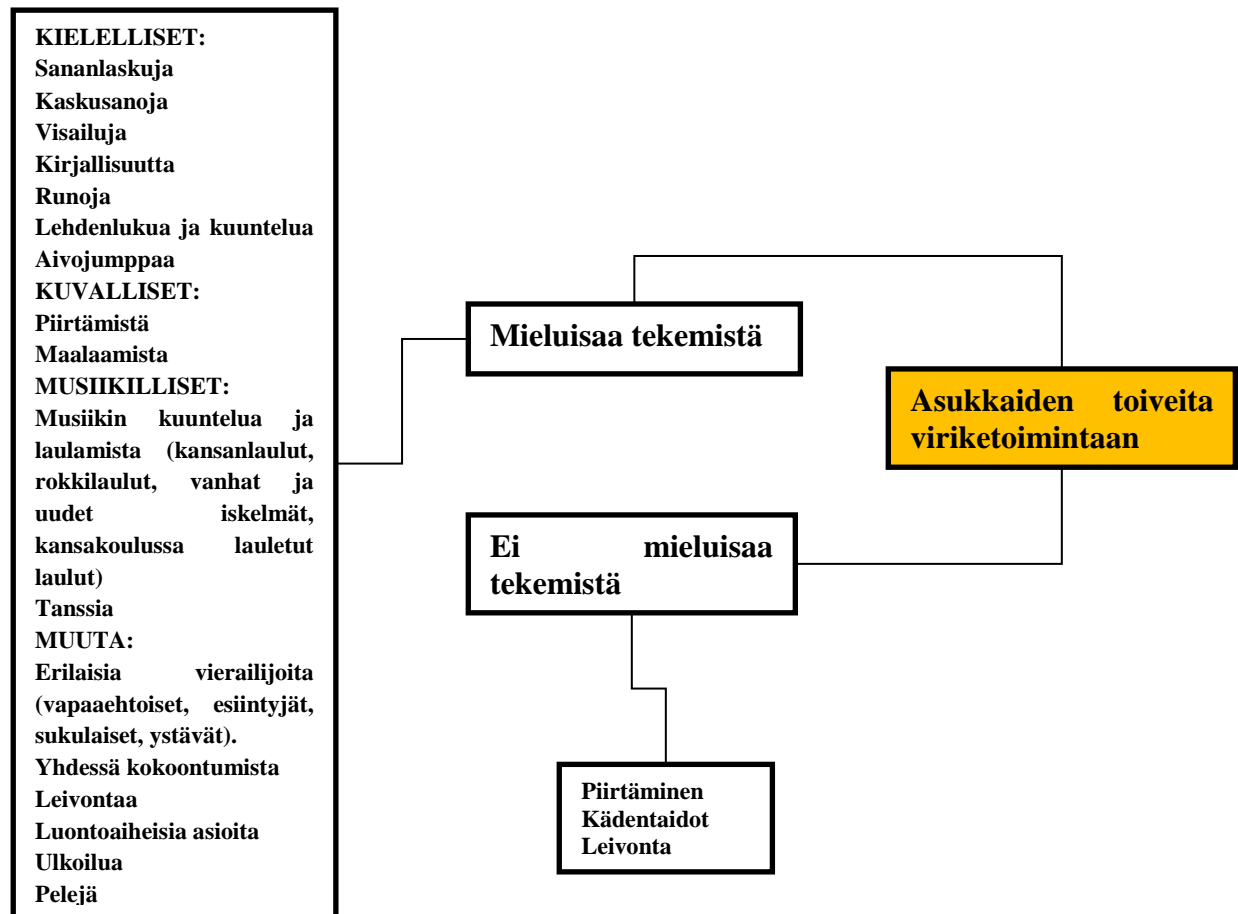 KIELELLISET:
Sananlaskuja
Kaskusanoja
Visailuja
Kirjallisuutta
Runoja
Lehdenlukua ja kuuntelua
Aivojumppaa
KUVALLISET:
Piirtämistä
Maalaamista
MUSIIKILLISET:
Musiikin kuuntelua ja
laulamista (kansanlaulut,
rokkilaulut, vanhat ja
uudet iskelmät,
kansakoulussa lauletut
laulut)
Tanssia
MUUTA:
Erilaisia vierailijoita
(vapaaehtoiset, esiintyjät,
sukulaiset, ystävät).
Yhdessä kokoontumista
Leivontaa
Luontoaiheisia asioita
Ulkoilua
Pelejä
Mieluisaa tekemistä
Asukkaiden toiveita
viriketoimintaan
Ei mieluisaa
tekemistä
Piirtäminen
Kädentaidot
Leivonta